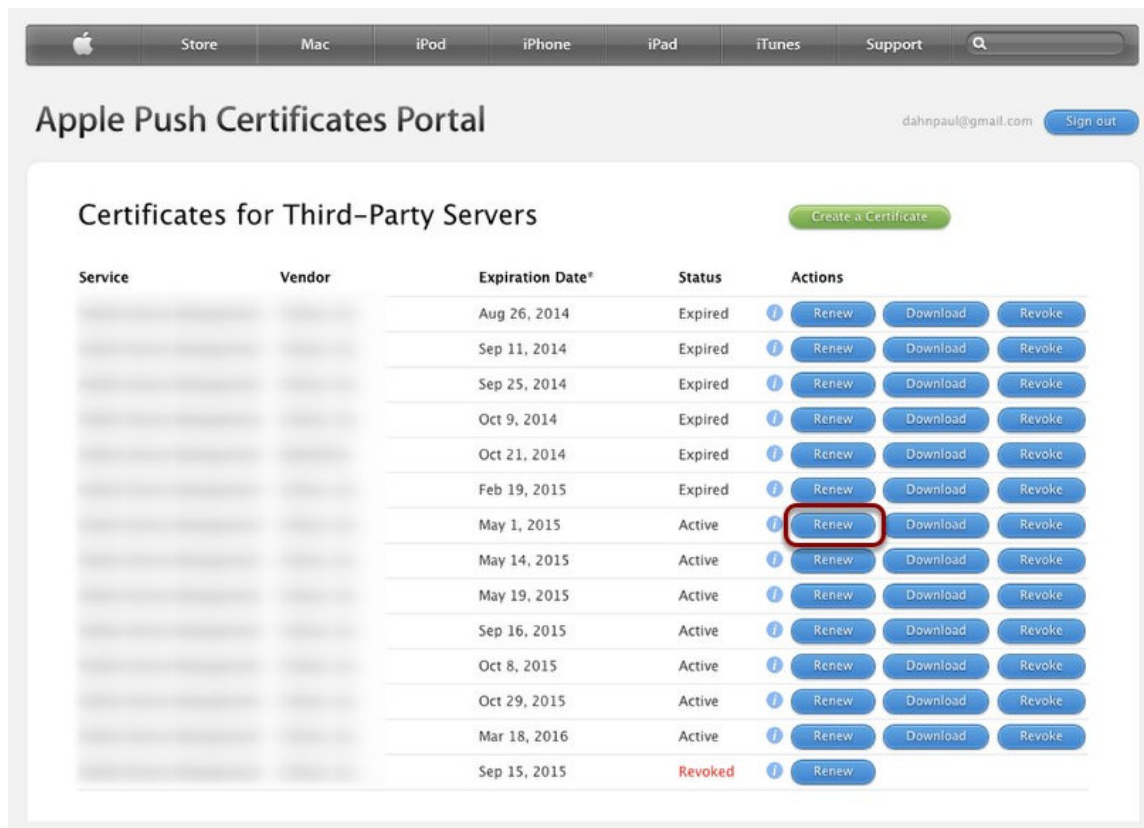 Store Mac iPod iPhone iPad iTunes Support
Apple Push Certificates Portal dahnpaul@gmail.com Sign out
Certificates for Third-Party Servers Create a Certificate
Service Vendor Expiration Date* Status Actions
Aug 26, 2014 Expired i Renew Download Revoke
Sep 11, 2014 Expired i Renew Download Revoke
Sep 25, 2014 Expired i Renew Download Revoke
Oct 9, 2014 Expired i Renew Download Revoke
Oct 21, 2014 Expired i Renew Download Revoke
Feb 19, 2015 Expired i Renew Download Revoke
May 1, 2015 Active i Renew Download Revoke
May 14, 2015 Active i Renew Download Revoke
May 19, 2015 Active i Renew Download Revoke
Sep 16, 2015 Active i Renew Download Revoke
Oct 8, 2015 Active i Renew Download Revoke
Oct 29, 2015 Active i Renew Download Revoke
Mar 18, 2016 Active i Renew Download Revoke
Sep 15, 2015 Revoked i Renew